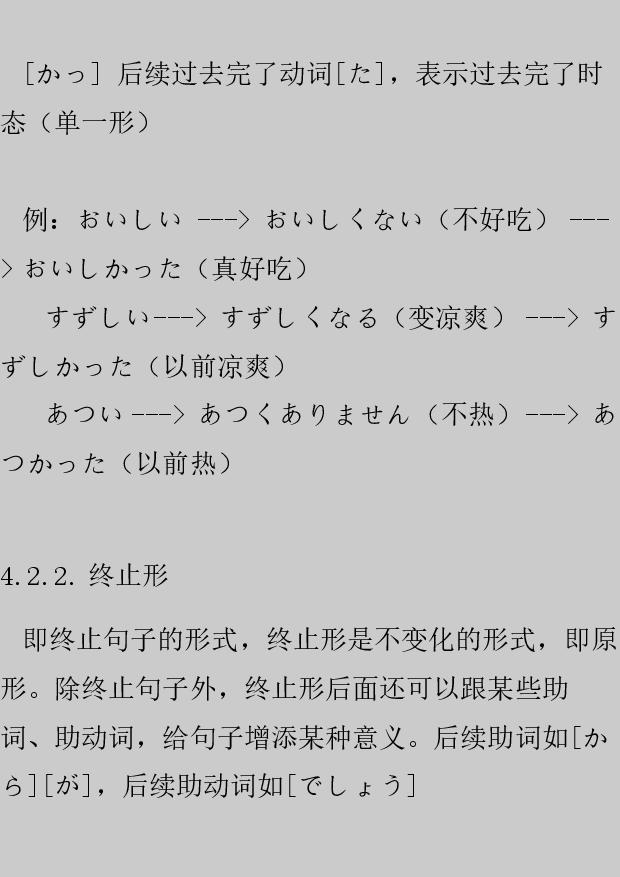 [かっ] 后续过去完了动词[た]，表示过去完了时
态（单一形）
例：おいしい ---> おいしくない（不好吃） ---
> おいしかった（真好吃）
すずしい---> すずしくなる（变凉爽） ---> す
ずしかった（以前凉爽）
あつい ---> あつくありません（不热） ---> あ
つかった（以前热）
4.2.2. 终止形
即终止句子的形式，终止形是不变化的形式，即原
形。除终止句子外，终止形后面还可以跟某些助
词、助动词，给句子增添某种意义。后续助词如[か
ら][が]，后续助动词如[でしょう]